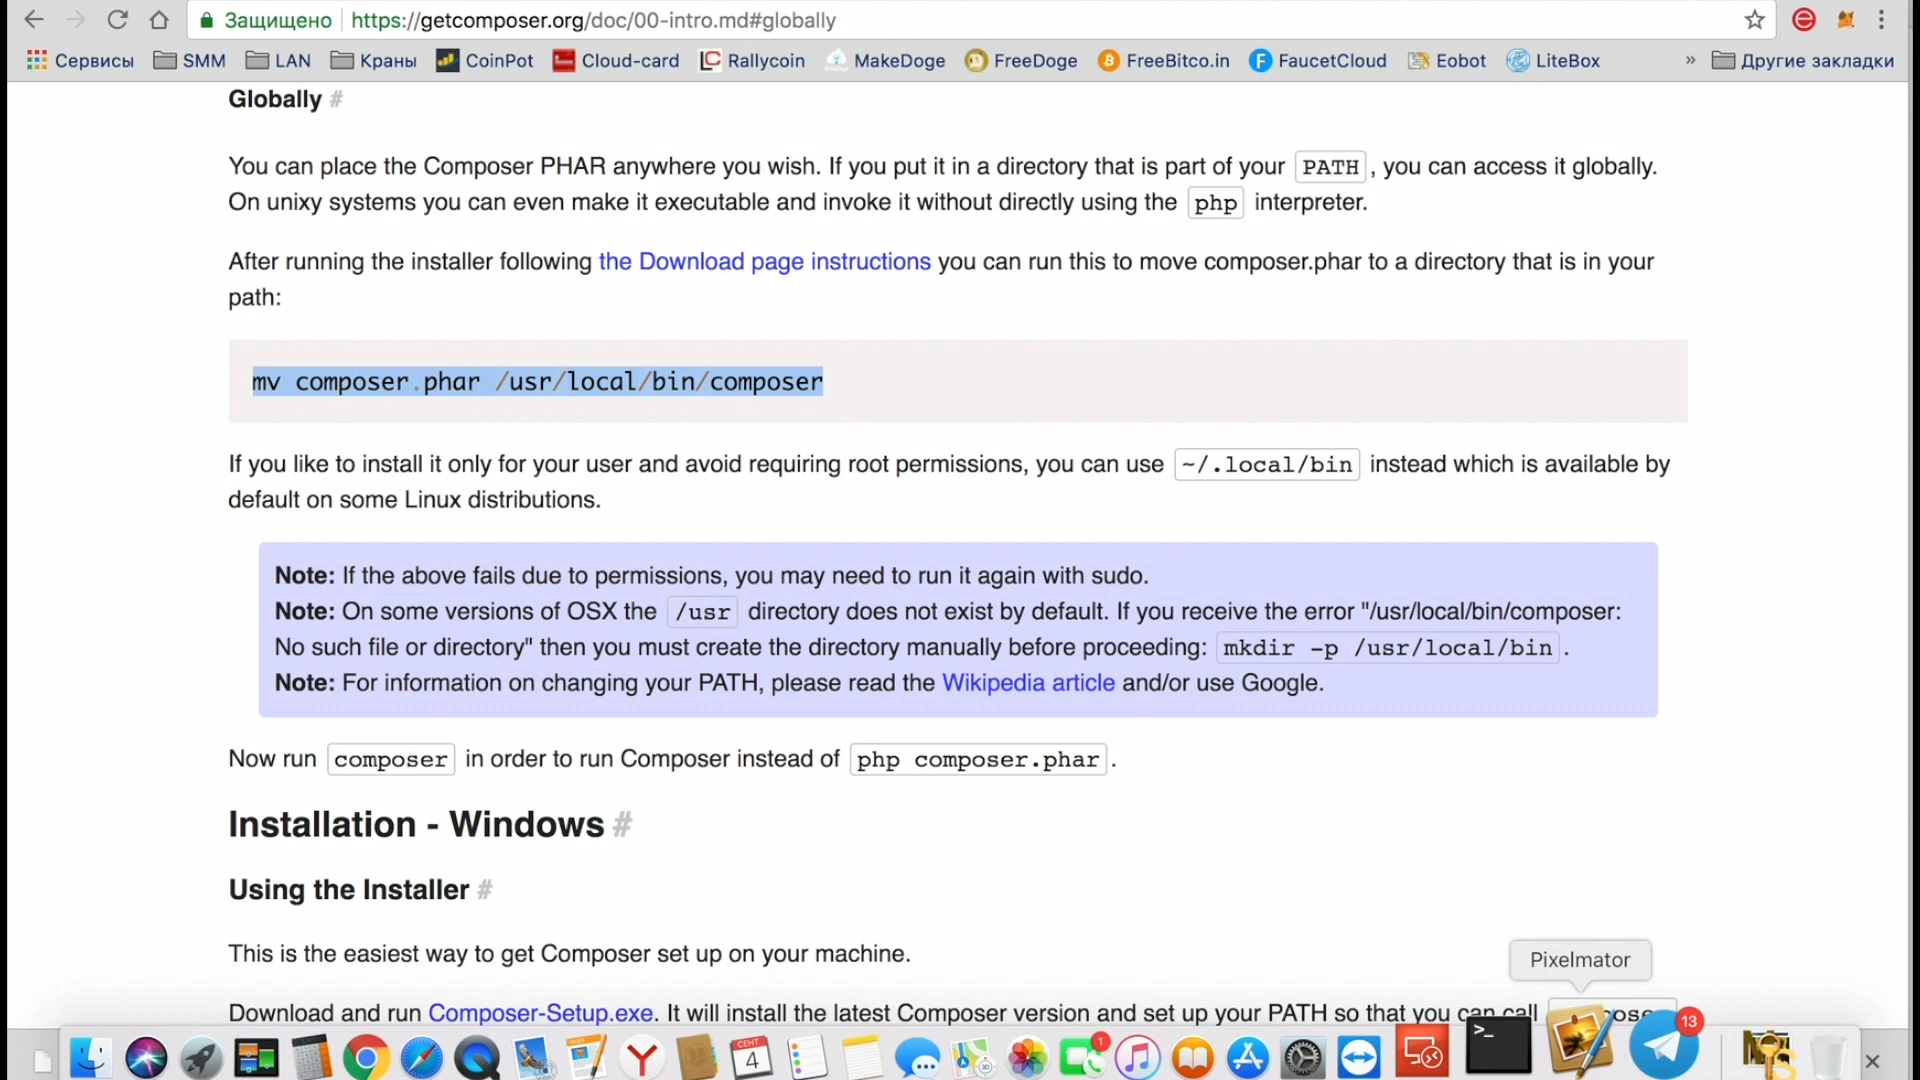 Защищено https://getcomposer.org/doc/00-intro.md#globally
Сервисы SMM LAN Краны CoinPot Cloud-card Rallycoin MakeDoge FreeDoge FreeBitco.in FaucetCloud Eobot LiteBox » Другие закладки
Globally #
You can place the Composer PHAR anywhere you wish. If you put it in a directory that is part of your PATH , you can access it globally.
On unixy systems you can even make it executable and invoke it without directly using the php interpreter.
After running the installer following the Download page instructions you can run this to move composer.phar to a directory that is in your
path:
mv composer.phar /usr/local/bin/composer
If you like to install it only for your user and avoid requiring root permissions, you can use ~/.local/bin instead which is available by
default on some Linux distributions.
Note: If the above fails due to permissions, you may need to run it again with sudo.
Note: On some versions of OSX the /usr directory does not exist by default. If you receive the error "/usr/local/bin/composer:
No such file or directory" then you must create the directory manually before proceeding: mkdir -p /usr/local/bin .
Note: For information on changing your PATH, please read the Wikipedia article and/or use Google.
Now run composer in order to run Composer instead of php composer.phar .
Installation - Windows #
Using the Installer #
This is the easiest way to get Composer set up on your machine.
Pixelmator
Download and run Composer-Setup.exe. It will install the latest Composer version and set up your PATH so that you can call
СЕНТ
4
1
13